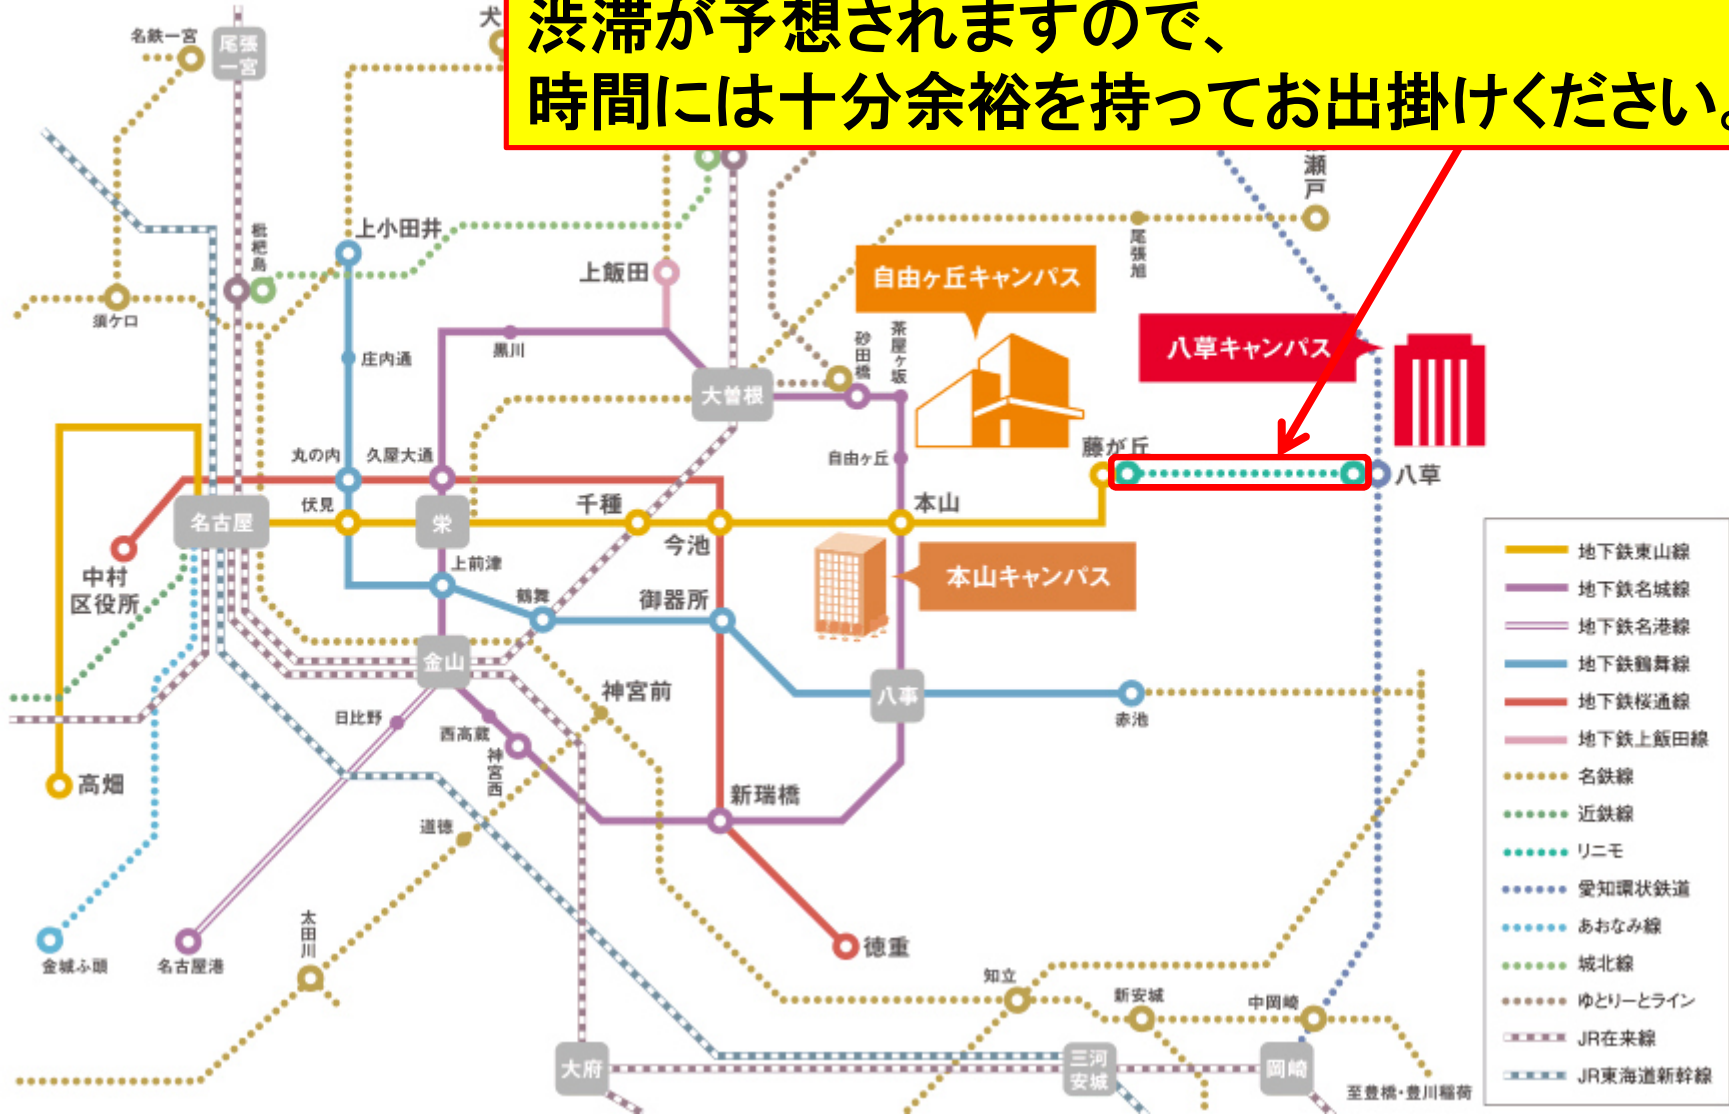 渋滞が予想されますので、
時間には十分余裕を持ってお出掛けください。
名鉄一宮
尾張
一宮
犬
瀬戸
上小田井
枇杷島
上飯田
尾張旭
自由ヶ丘キャンパス
須ケ口
黒川
砂田橋
茶屋ヶ坂
八草キャンパス
庄内通
大曽根
丸の内
久屋大通
自由ヶ丘
藤が丘
八草
名古屋
伏見
栄
千種
今池
本山
中村
区役所
上前津
鶴舞
御器所
本山キャンパス
金山
神宮前
八事
赤池
日比野
西高蔵
神宮西
高畑
新瑞橋
道徳
太田川
徳重
金城ふ頭
名古屋港
知立
新安城
中岡崎
大府
三河
安城
岡崎
至豊橋・豊川稲荷
地下鉄東山線
地下鉄名城線
地下鉄名港線
地下鉄鶴舞線
地下鉄桜通線
地下鉄上飯田線
名鉄線
近鉄線
リニモ
愛知環状鉄道
あおなみ線
城北線
ゆとりーとライン
JR在来線
JR東海道新幹線